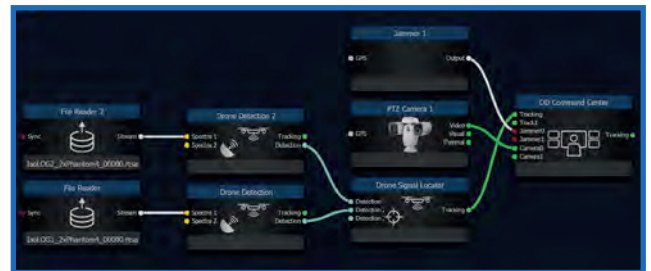 Jammer 1
GPS
Output
File Reader 2
Sync
Stream
Drone Detection 2
Spectra 1
Spectra 2
Tracking
Detection
PTZ Camera 1
GPS
Video
Visual
Thermal
DD Command Center
Tracking
Track2
Jammer0
Jammer1
Camera0
Camera1
Tracking
File Reader
Sync
Stream
Drone Detection
Spectra 1
Spectra 2
Tracking
Detection
Drone Signal Locator
Detection
Detection
Detection
Tracking